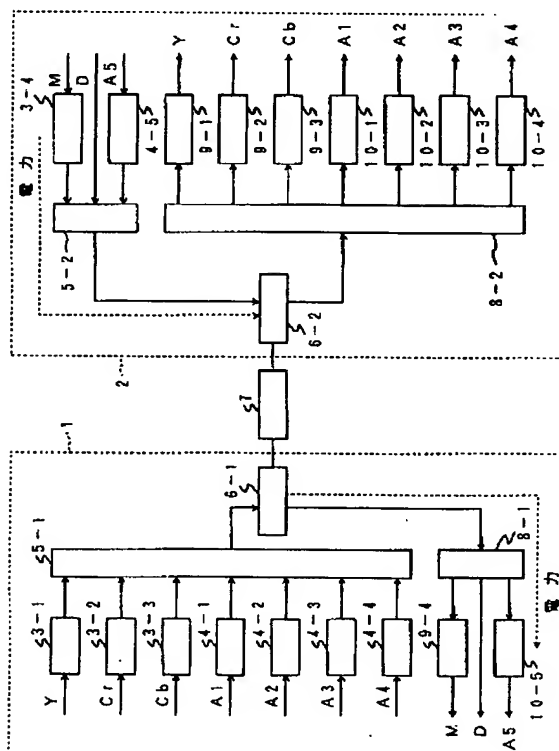 1
Y
3-1
Cr
3-2
Cb
3-3
A1
4-1
A2
4-2
A3
4-3
A4
4-4
5-1
6-1
M
9-4
D
A5
10-5
8-1
電力
7
2
電力
3-4
M
D
A5
4-5
5-2
6-2
9-1
Y
9-2
Cr
9-3
Cb
10-1
A1
10-2
A2
10-3
A3
10-4
A4
8-2